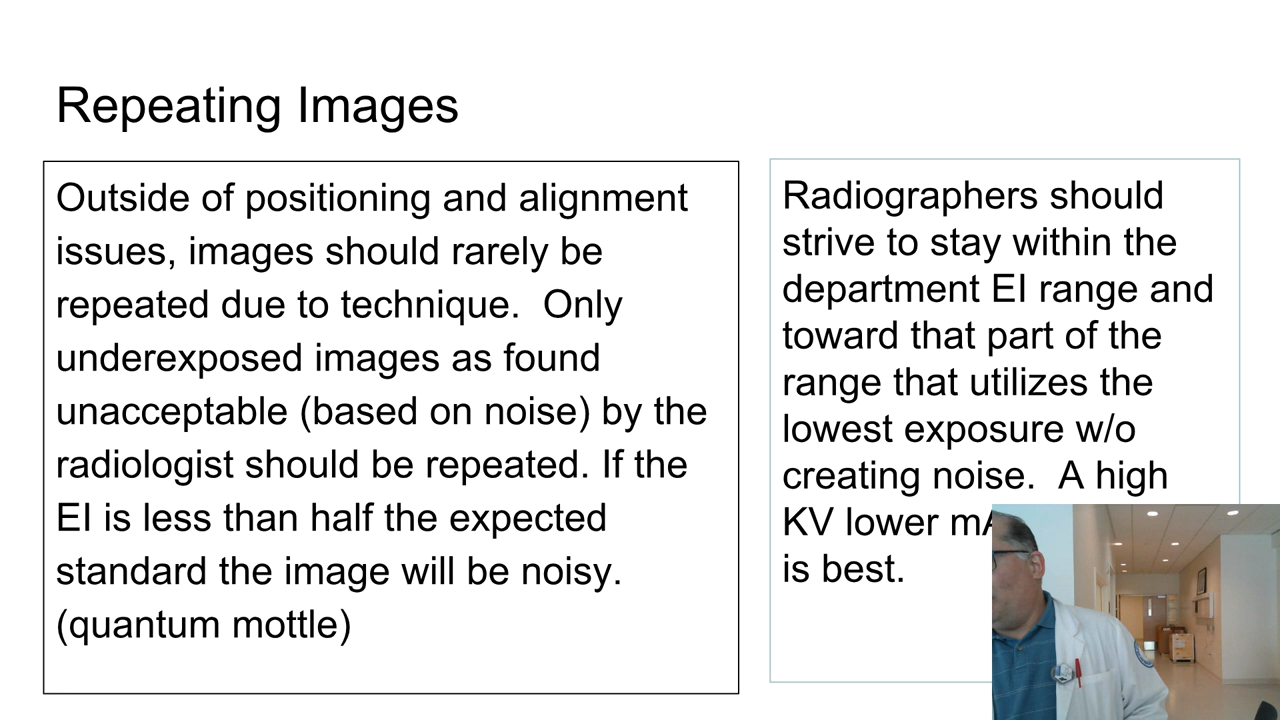 Repeating Images
Outside of positioning and alignment
issues, images should rarely be
repeated due to technique.  Only
underexposed images as found
unacceptable (based on noise) by the
radiologist should be repeated. If the
EI is less than half the expected
standard the image will be noisy.
(quantum mottle)
Radiographers should
strive to stay within the
department EI range and
toward that part of the
range that utilizes the
lowest exposure w/o
creating noise.  A high
KV lower
is best.